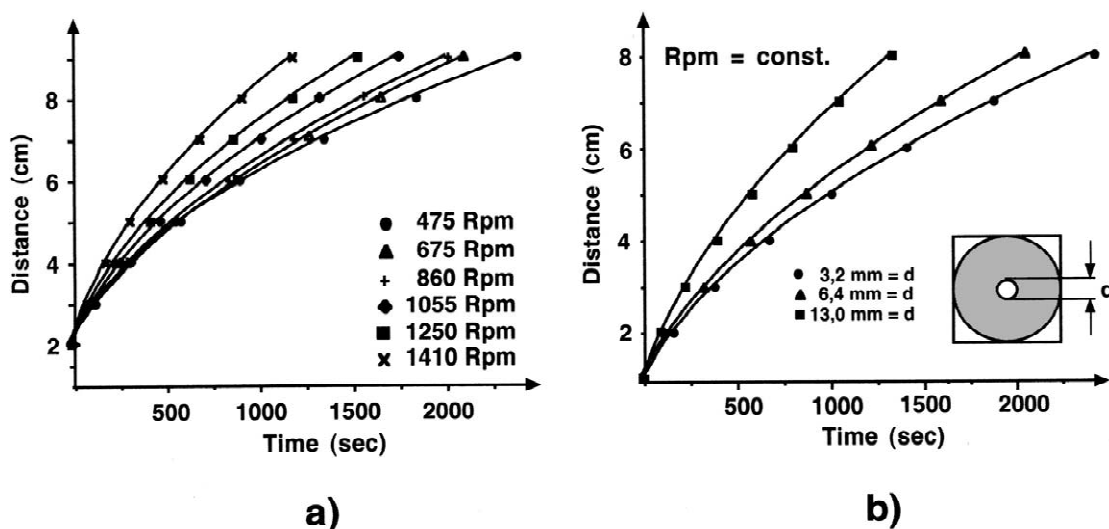 Distance (cm)
8
6
4
2
500
1000
1500
2000
Time (sec)
475 Rpm
675 Rpm
860 Rpm
1055 Rpm
1250 Rpm
1410 Rpm
a)
Distance (cm)
8
6
4
2
500
1000
1500
2000
Time (sec)
Rpm = const.
3,2 mm = d
6,4 mm = d
13,0 mm = d
d
b)